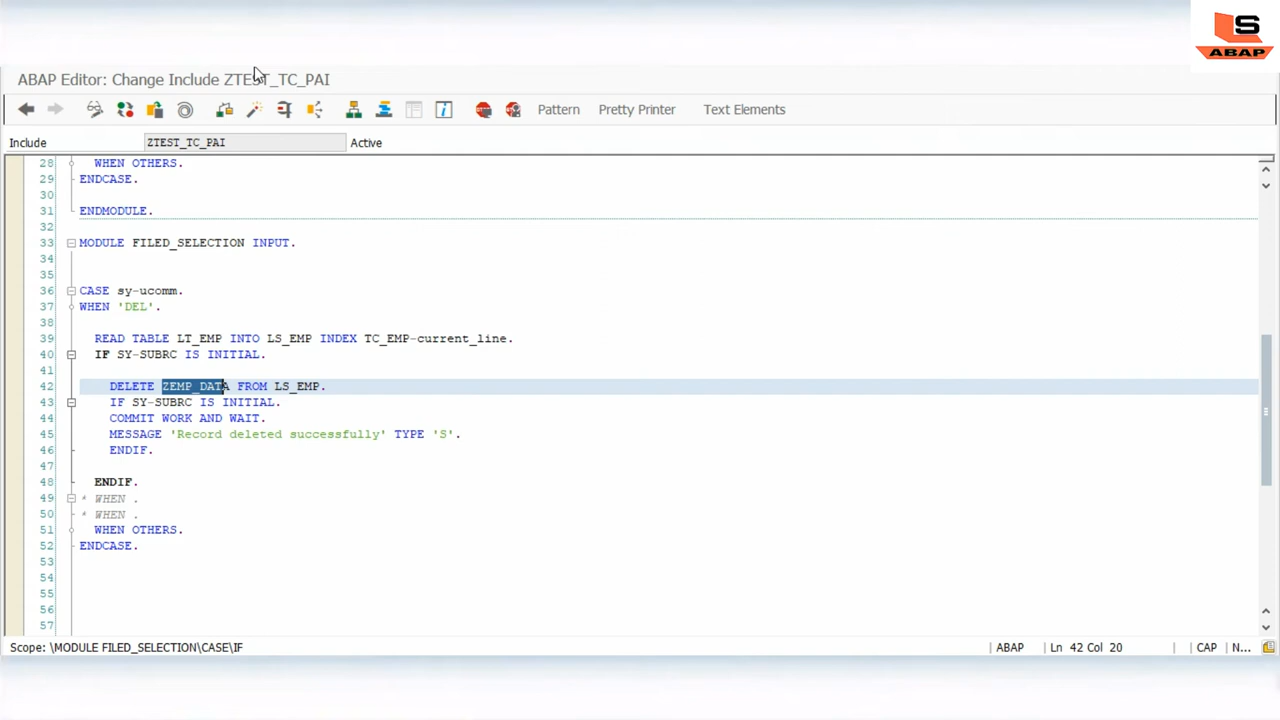 S
ABAP
ABAP Editor: Change Include ZTEST_TC_PAI
Pattern Pretty Printer Text Elements
Include ZTEST_TC_PAI Active
28 WHEN OTHERS.
29 ENDCASE.
30
31 ENDMODULE.
32
33 MODULE FILED_SELECTION INPUT.
34
35
36 CASE sy-ucomm.
37 WHEN 'DEL'.
38
39 READ TABLE LT_EMP INTO LS_EMP INDEX TC_EMP-current_line.
40 IF SY-SUBRC IS INITIAL.
41
42 DELETE ZEMP_DATA FROM LS_EMP.
43 IF SY-SUBRC IS INITIAL.
44 COMMIT WORK AND WAIT.
45 MESSAGE 'Record deleted successfully' TYPE 'S'.
46 ENDIF.
47
48 ENDIF.
49 * WHEN .
50 * WHEN .
51 WHEN OTHERS.
52 ENDCASE.
53
54
55
56
57
Scope: \MODULE FILED_SELECTION\CASE\IF ABAP Ln 42 Col 20 CAP N...